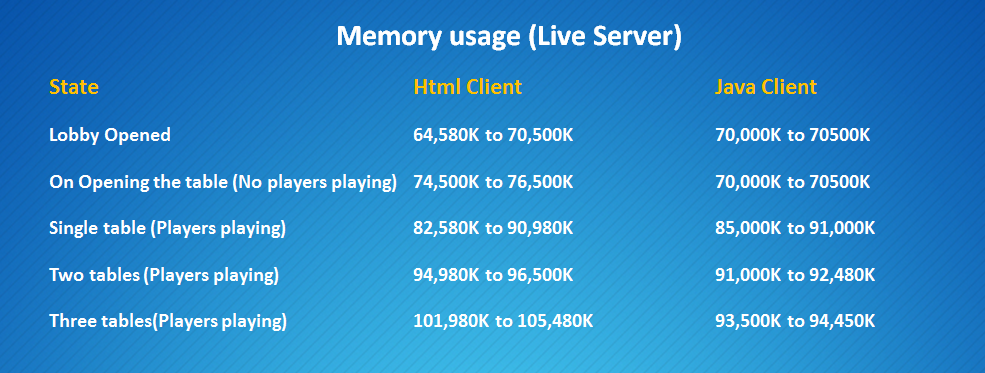 Memory usage (Live Server)
State Html Client Java Client
Lobby Opened 64,580K to 70,500K 70,000K to 70500K
On Opening the table (No players playing) 74,500K to 76,500K 70,000K to 70500K
Single table (Players playing) 82,580K to 90,980K 85,000K to 91,000K
Two tables (Players playing) 94,980K to 96,500K 91,000K to 92,480K
Three tables(Players playing) 101,980K to 105,480K 93,500K to 94,450K